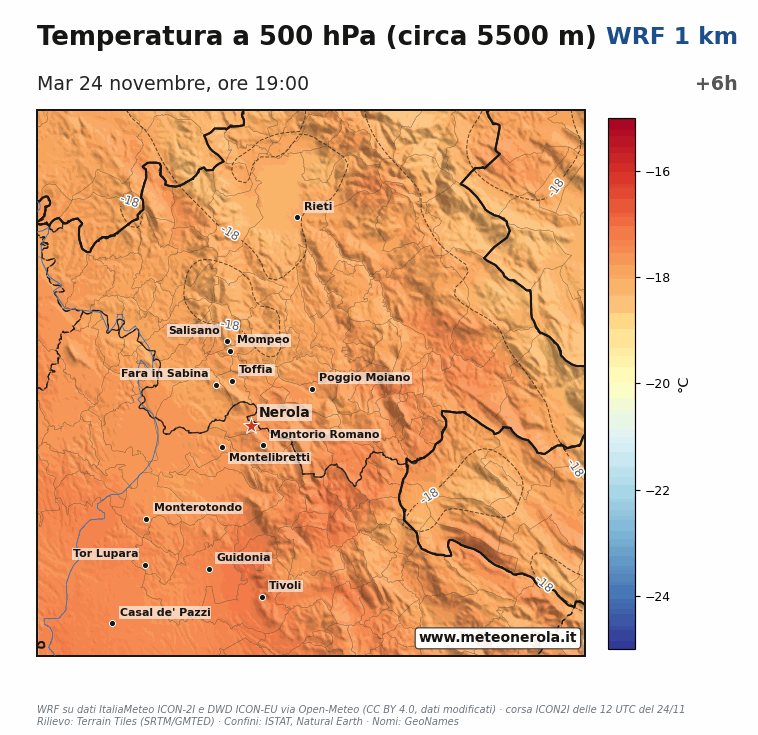 Temperatura a 500 hPa (circa 5500 m) WRF 1 km
Mar 24 novembre, ore 19:00 +6h
-18
-18
-18
Rieti
-18
Salisano
Mompeo
Toffia
Fara in Sabina
Poggio Moiano
Nerola
Montorio Romano
Montelibretti
-18
-18
Monterotondo
Tor Lupara
Guidonia
Tivoli
-18
Casal de' Pazzi
www.meteonerola.it
−16
−18
−20
−22
−24
°C
WRF su dati ItaliaMeteo ICON-2I e DWD ICON-EU via Open-Meteo (CC BY 4.0, dati modificati) · corsa ICON2I delle 12 UTC del 24/11
Rilievo: Terrain Tiles (SRTM/GMTED) · Confini: ISTAT, Natural Earth · Nomi: GeoNames